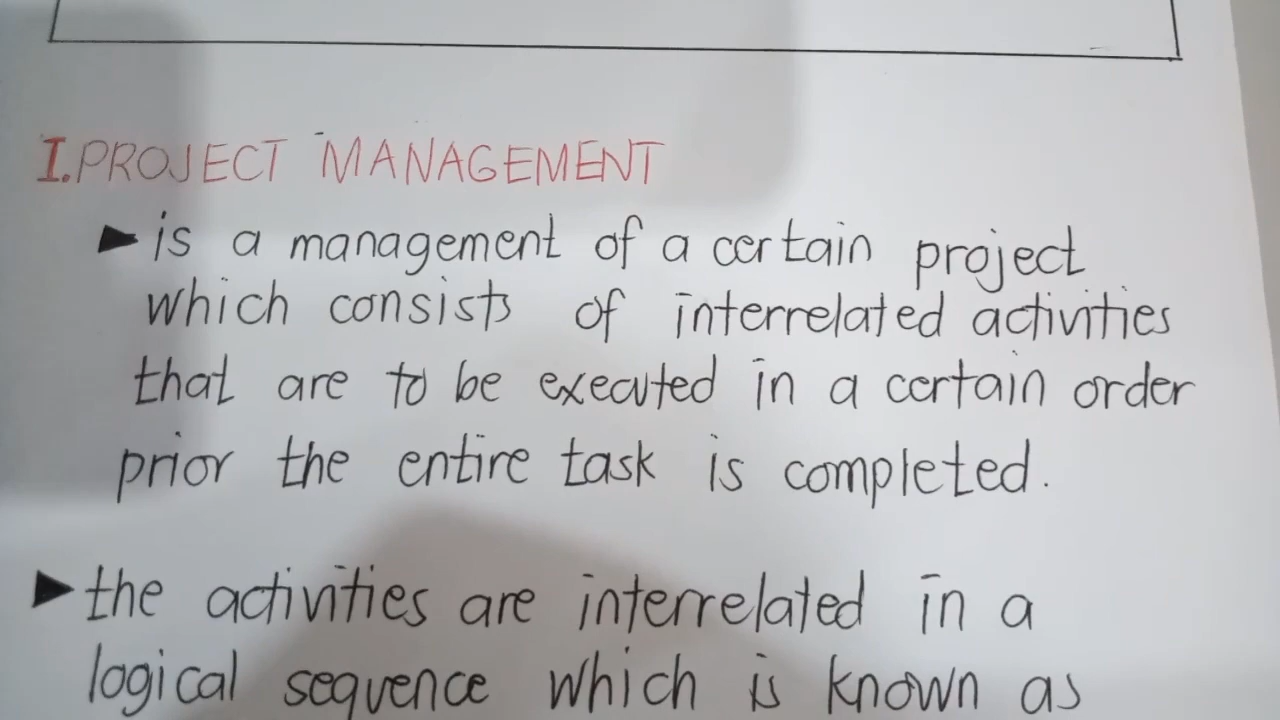 I. PROJECT MANAGEMENT
► is a management of a certain project
which consists of interrelated activities
that are to be executed in a certain order
prior the entire task is completed.
► the activities are interrelated in a
logical sequence which is known as